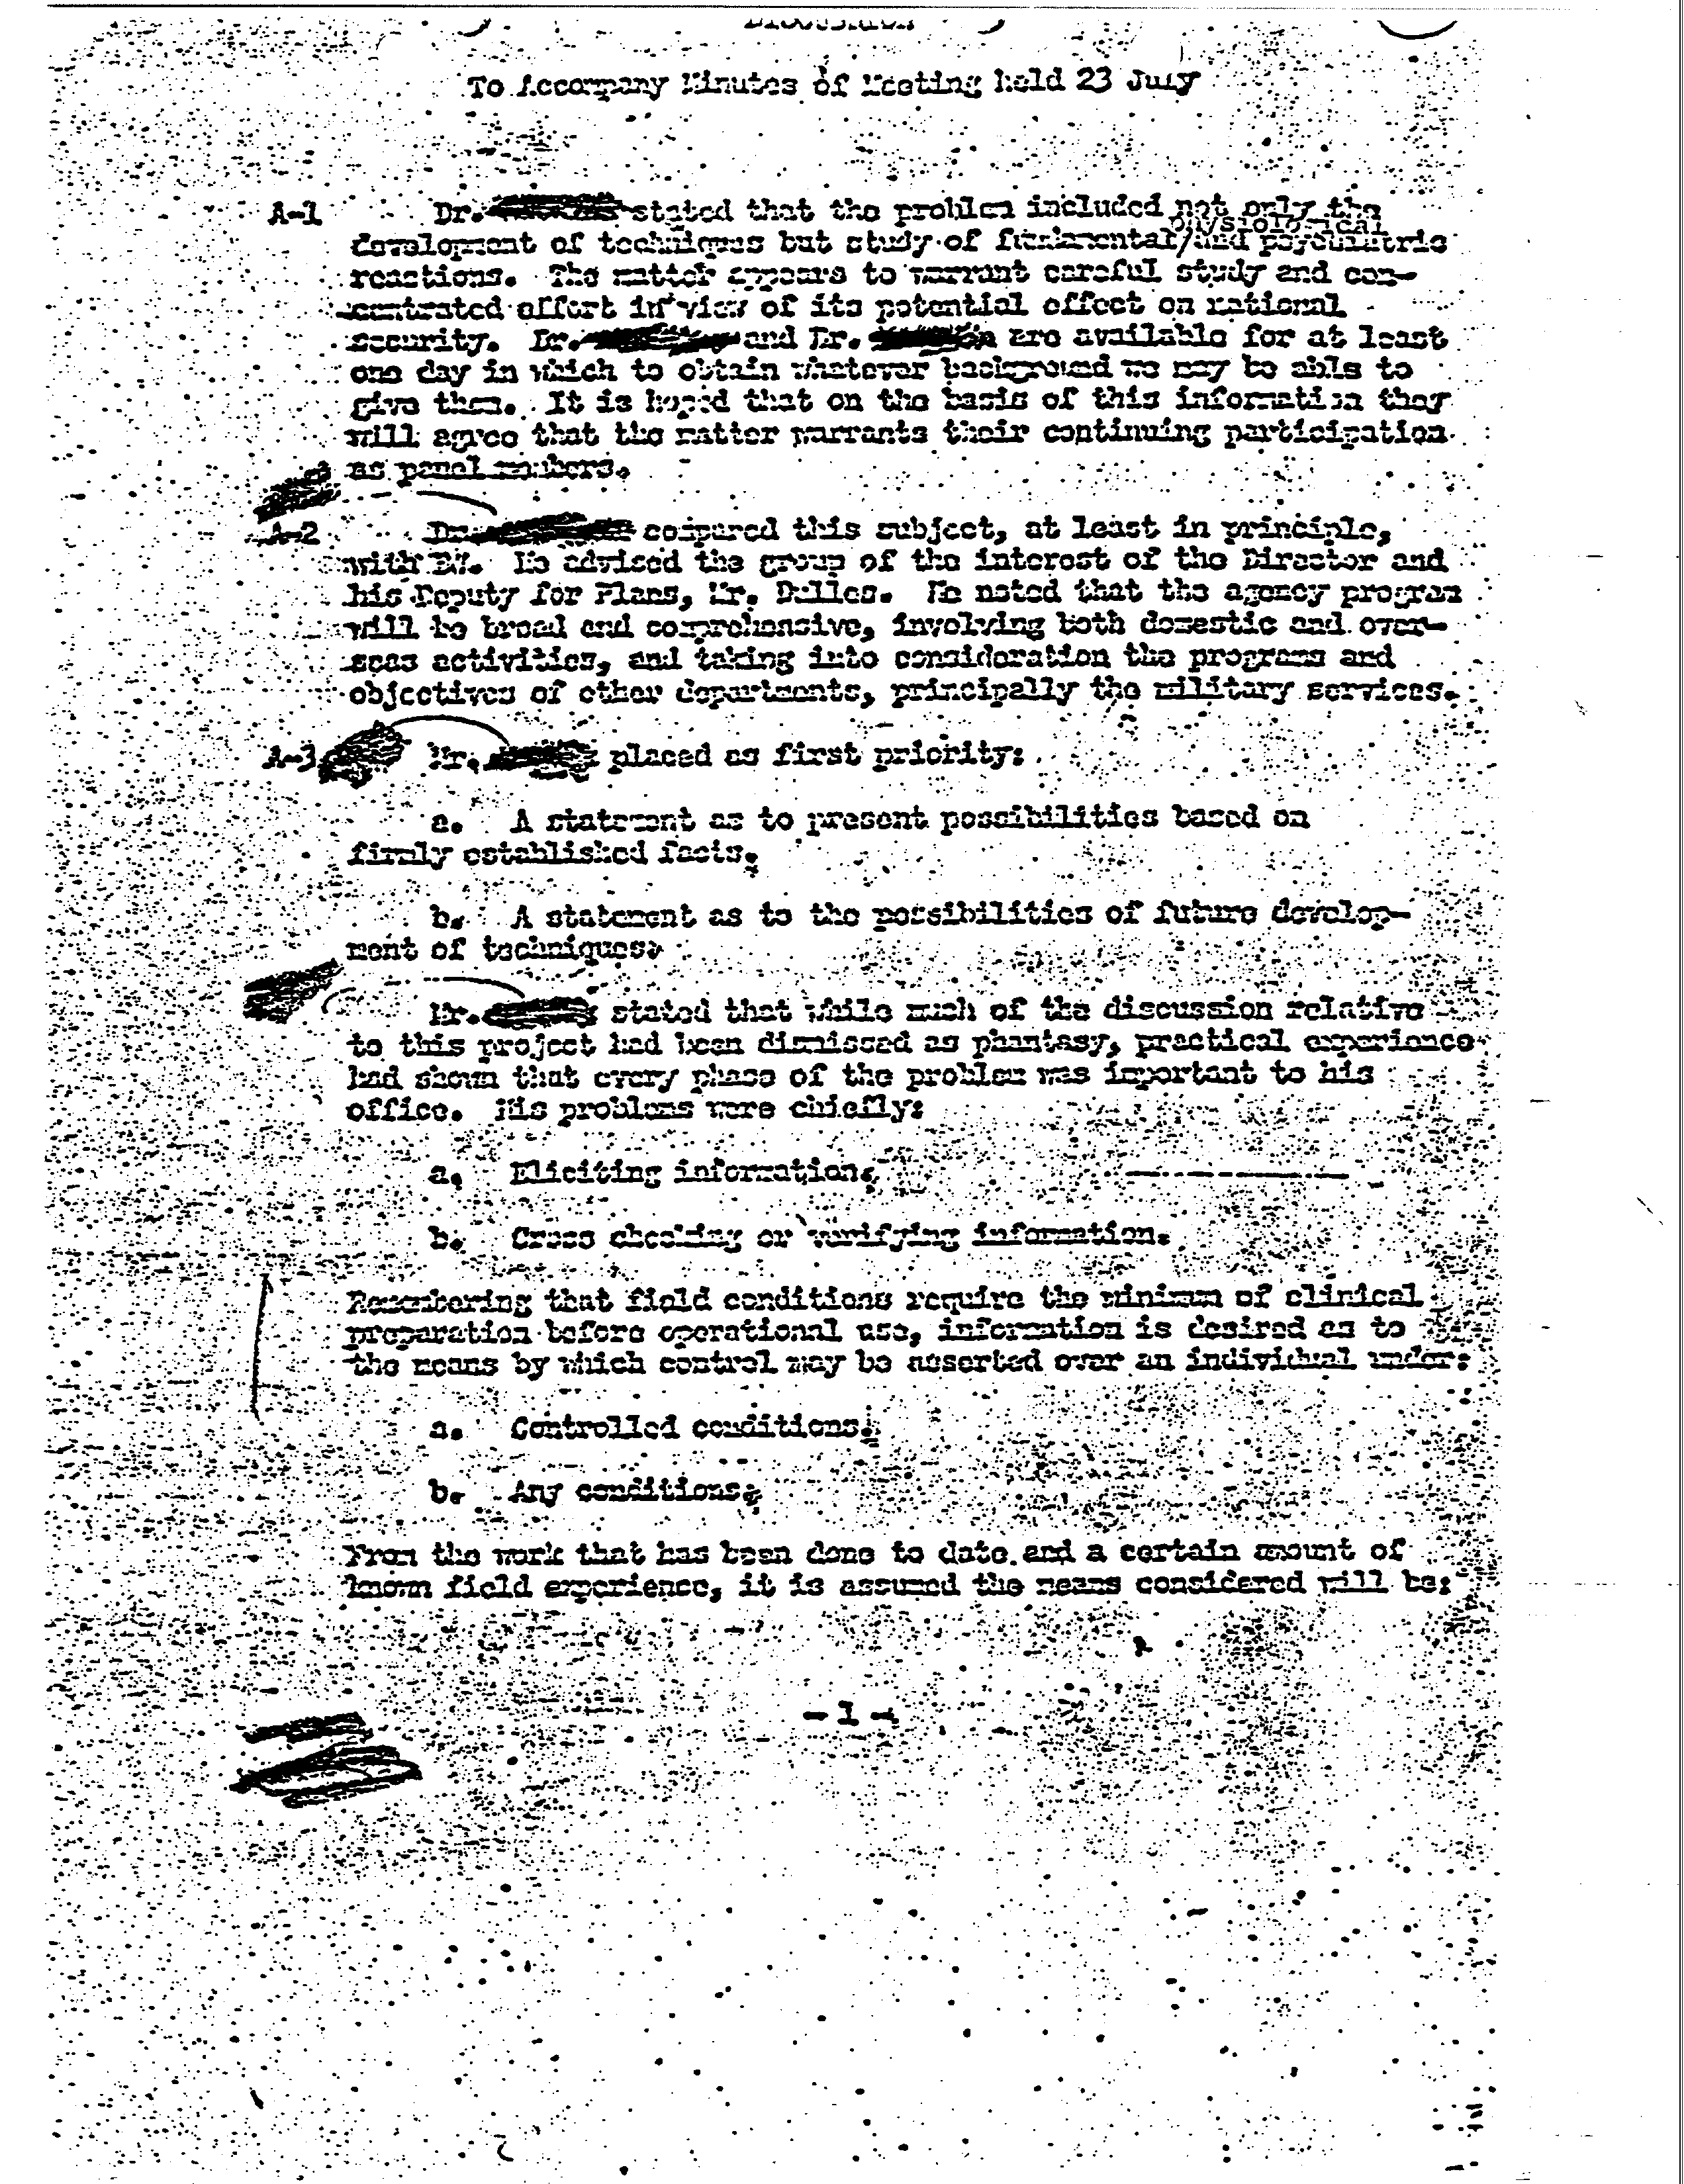 To Accompany Minutes of Meeting held 23 July
A-1 Dr. stated that the problem included not only the
physiological
development of techniques but study of fundamental/and psychiatric
reactions. The matter appears to warrant careful study and con-
centrated effort in view of its potential effect on national
security. Dr. and Dr. are available for at least
one day in which to obtain whatever background we may be able to
give them. It is hoped that on the basis of this information they
will agree that the matter warrants their continuing participation
as panel members.
A-2 Dr. compared this subject, at least in principle,
with BW. He advised the group of the interest of the Director and
his Deputy for Plans, Mr. Dulles. He noted that the agency program
will be broad and comprehensive, involving both domestic and over-
seas activities, and taking into consideration the programs and
objectives of other departments, principally the military services.
A-3 Mr. placed as first priority:
a. A statement as to present possibilities based on
firmly established facts.
b. A statement as to the possibilities of future develop-
ment of techniques.
Mr. stated that while much of the discussion relative
to this project had been dismissed as phantasy, practical experience
had shown that every phase of the problem was important to his
office. His problems were chiefly:
a. Eliciting information.
b. Cross checking or verifying information.
Remembering that field conditions require the minimum of clinical
preparation before operational use, information is desired as to
the means by which control may be asserted over an individual under:
a. Controlled conditions.
b. Any conditions.
From the work that has been done to date and a certain amount of
known field experience, it is assumed the means considered will be:
- 1 -